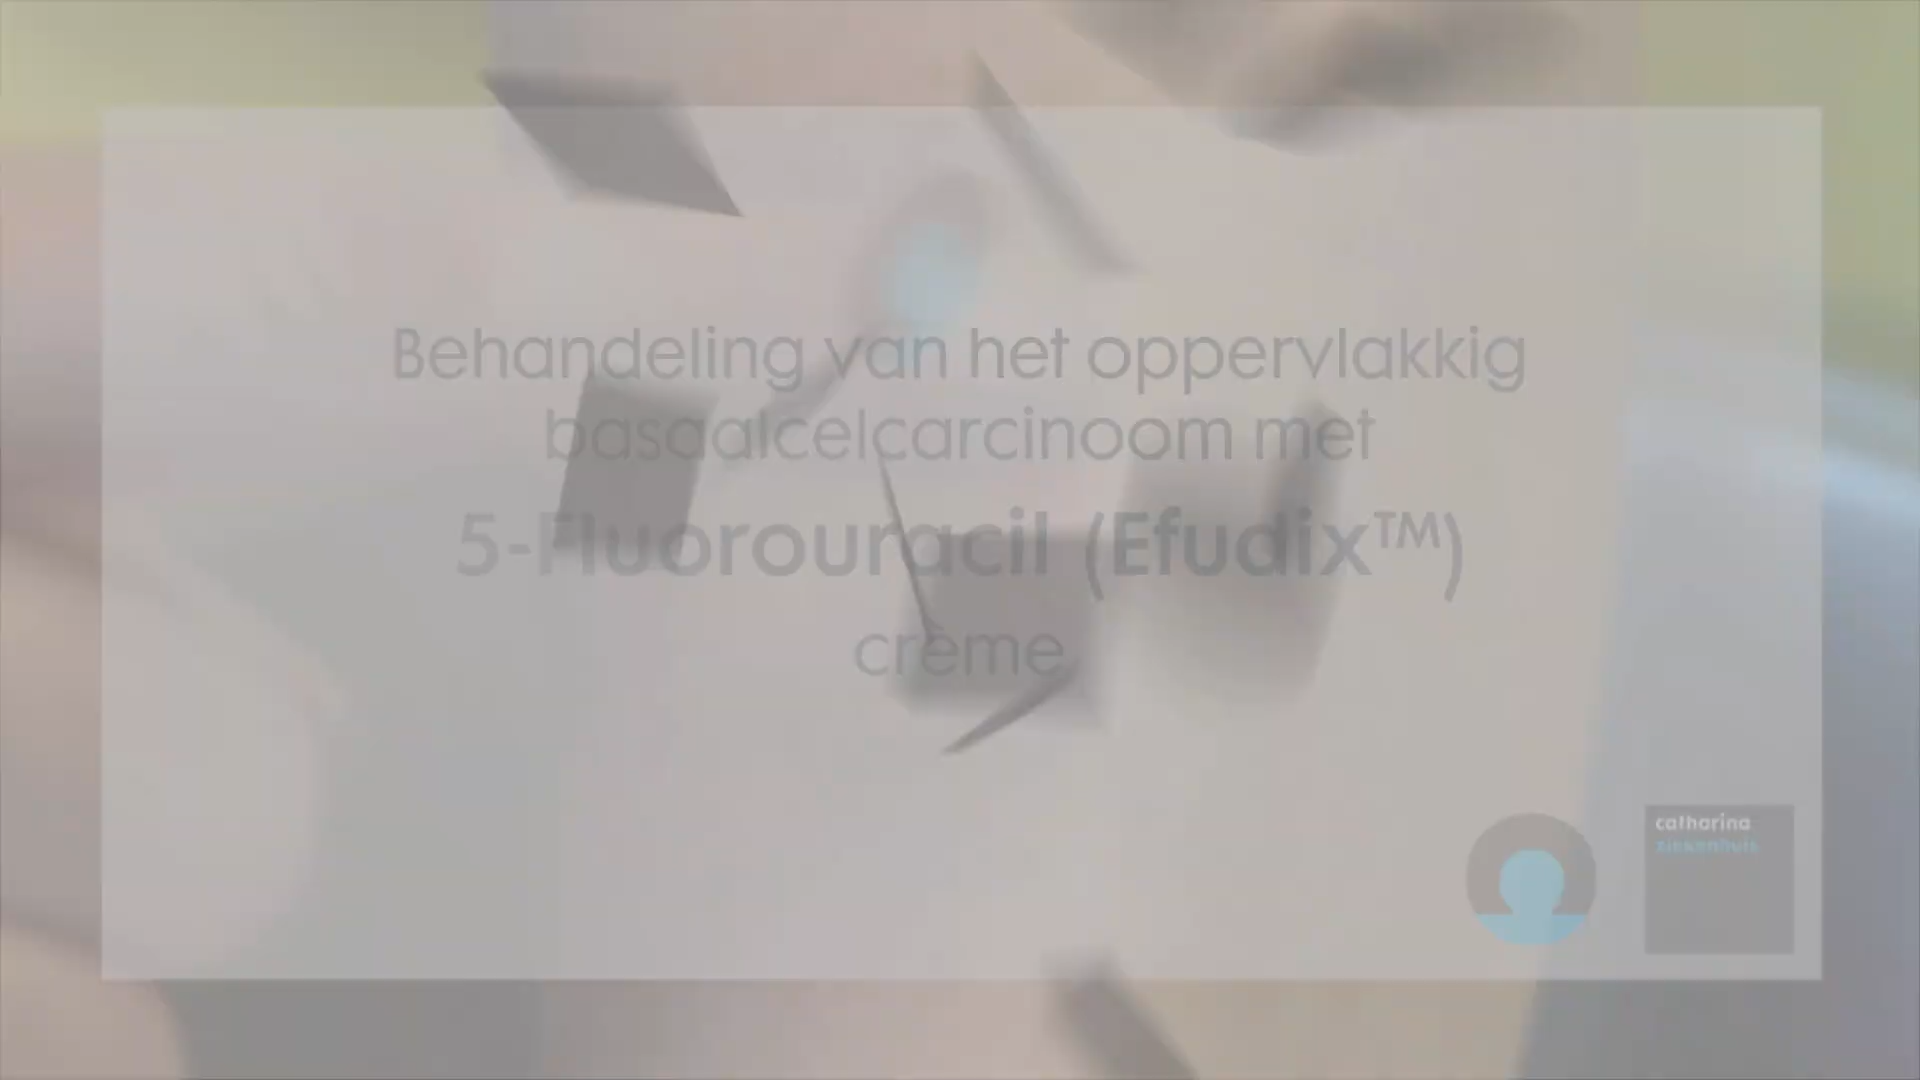 Behandeling van het oppervlakkig
basaalcelcarcinoom met
5-Fluorouracil (Efudix™)
crème
catharina
ziekenhuis